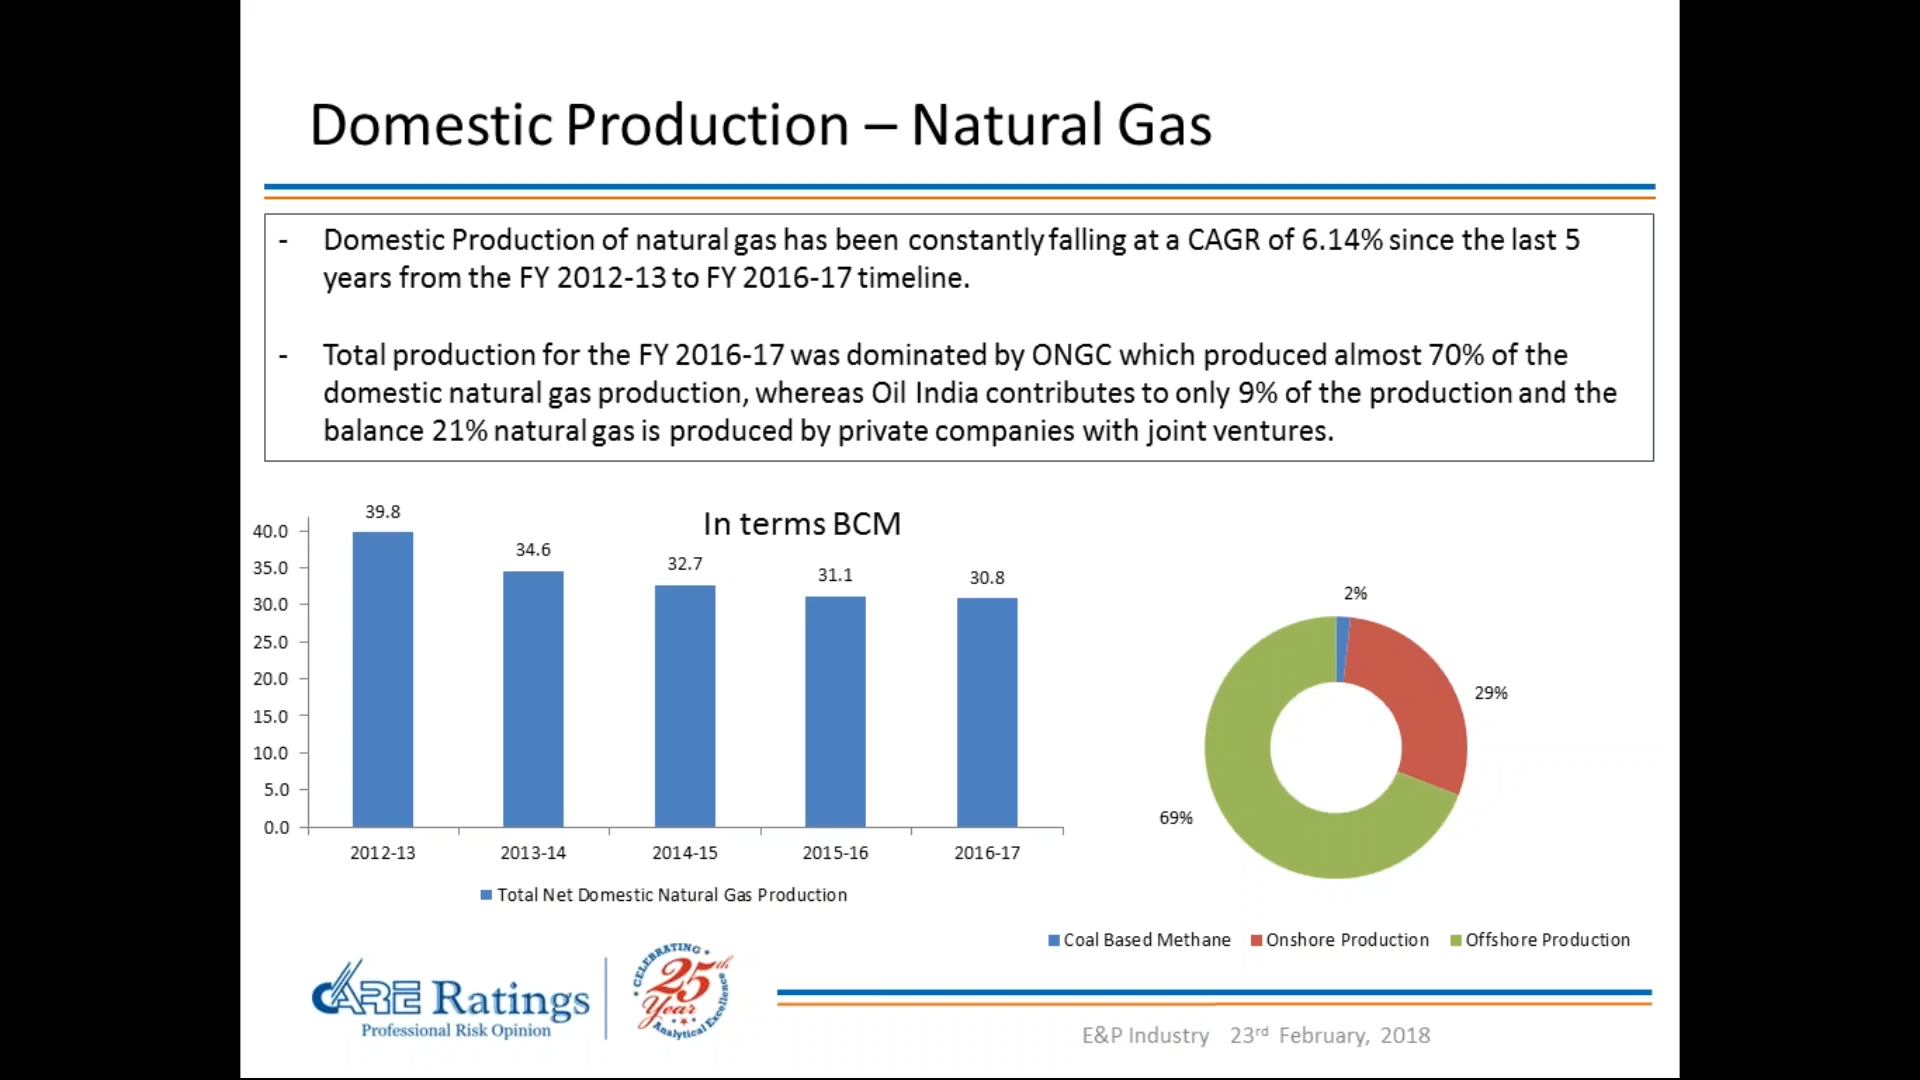 Domestic Production – Natural Gas
- Domestic Production of natural gas has been constantly falling at a CAGR of 6.14% since the last 5
years from the FY 2012-13 to FY 2016-17 timeline.
- Total production for the FY 2016-17 was dominated by ONGC which produced almost 70% of the
domestic natural gas production, whereas Oil India contributes to only 9% of the production and the
balance 21% natural gas is produced by private companies with joint ventures.
In terms BCM
40.0
35.0
30.0
25.0
20.0
15.0
10.0
5.0
0.0
39.8
34.6
32.7
31.1
30.8
2012-13 2013-14 2014-15 2015-16 2016-17
Total Net Domestic Natural Gas Production
2%
29%
69%
Coal Based Methane Onshore Production Offshore Production
CARE Ratings
Professional Risk Opinion
CELEBRATING
25th
Year
Analytical Excellence
E&P Industry 23rd February, 2018